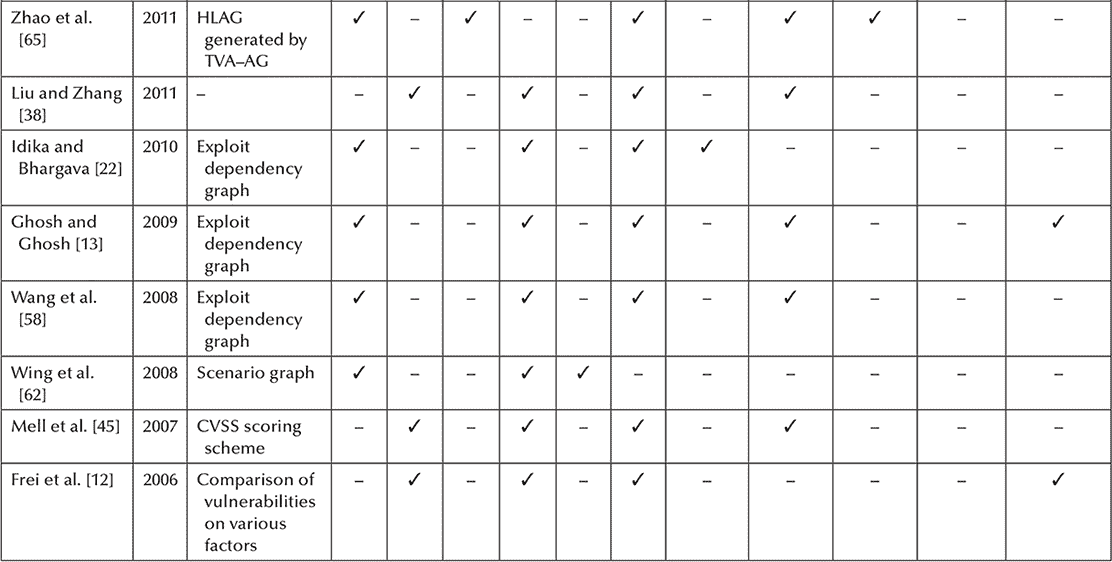 Zhao et al. 2011 HLAG ✓ – ✓ – – ✓ – ✓ ✓ – –
[65] generated by
TVA–AG
Liu and Zhang 2011 – – ✓ – ✓ – ✓ – ✓ – – –
[38]
Idika and 2010 Exploit ✓ – – ✓ – ✓ ✓ – – – –
Bhargava [22] dependency
graph
Ghosh and 2009 Exploit ✓ – – ✓ – ✓ – ✓ – – ✓
Ghosh [13] dependency
graph
Wang et al. 2008 Exploit ✓ – – ✓ – ✓ – ✓ – – –
[58] dependency
graph
Wing et al. 2008 Scenario graph ✓ – – ✓ ✓ – – – – – –
[62]
Mell et al. [45] 2007 CVSS scoring – ✓ – ✓ – ✓ – ✓ – – –
scheme
Frei et al. [12] 2006 Comparison of – ✓ – ✓ – ✓ – – – – ✓
vulnerabilities
on various
factors